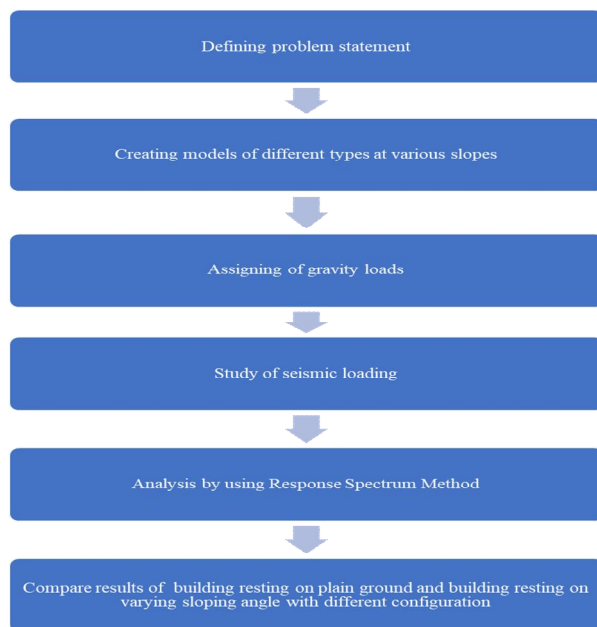 Defining problem statement
Creating models of different types at various slopes
Assigning of gravity loads
Study of seismic loading
Analysis by using Response Spectrum Method
Compare results of building resting on plain ground and building resting on
varying sloping angle with different configuration